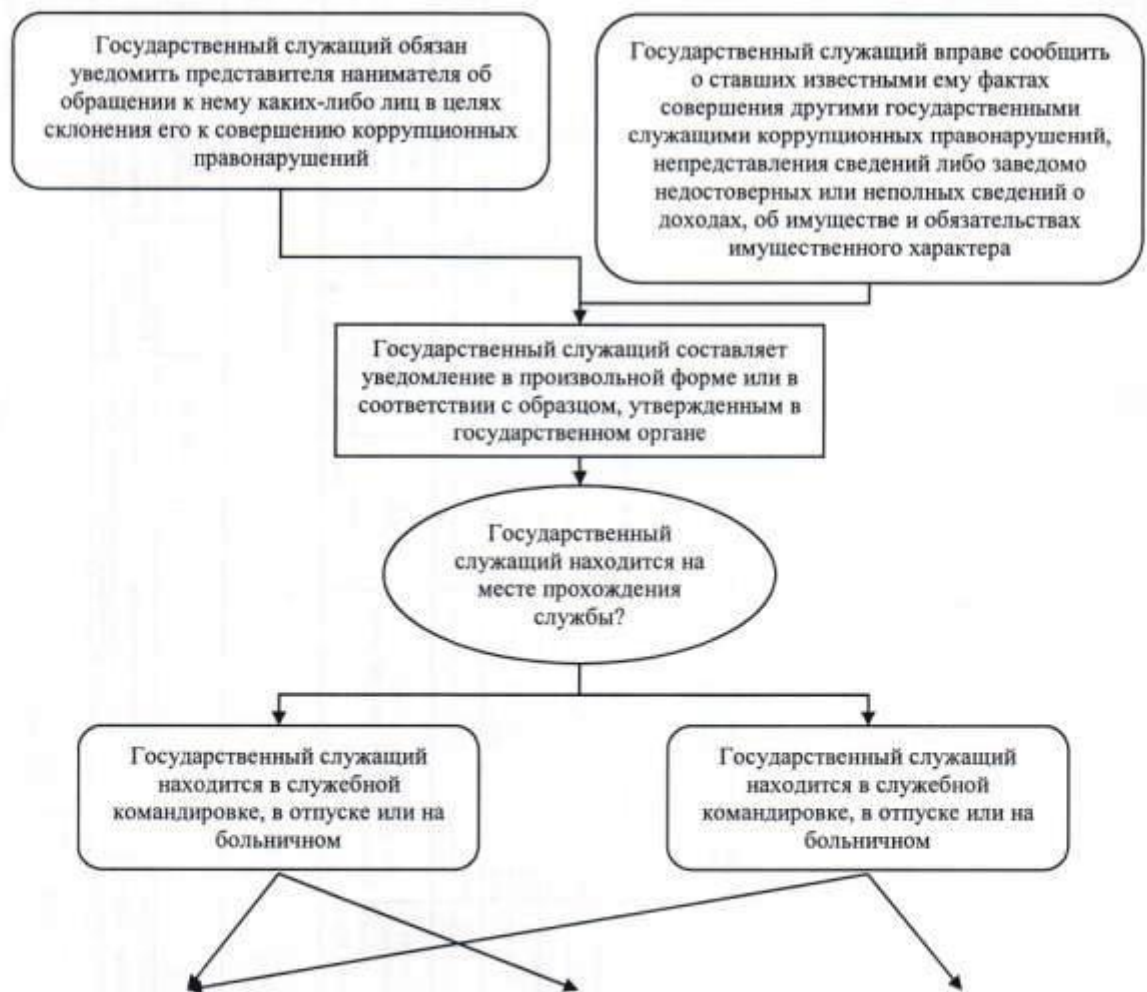 Государственный служащий обязан
уведомить представителя нанимателя об
обращении к нему каких-либо лиц в целях
склонения его к совершению коррупционных
правонарушений
Государственный служащий вправе сообщить
о ставших известными ему фактах
совершения другими государственными
служащими коррупционных правонарушений,
непредставления сведений либо заведомо
недостоверных или неполных сведений о
доходах, об имуществе и обязательствах
имущественного характера
Государственный служащий составляет
уведомление в произвольной форме или в
соответствии с образцом, утвержденным в
государственном органе
Государственный
служащий находится на
месте прохождения
службы?
Государственный служащий
находится в служебной
командировке, в отпуске или на
больничном
Государственный служащий
находится в служебной
командировке, в отпуске или на
больничном